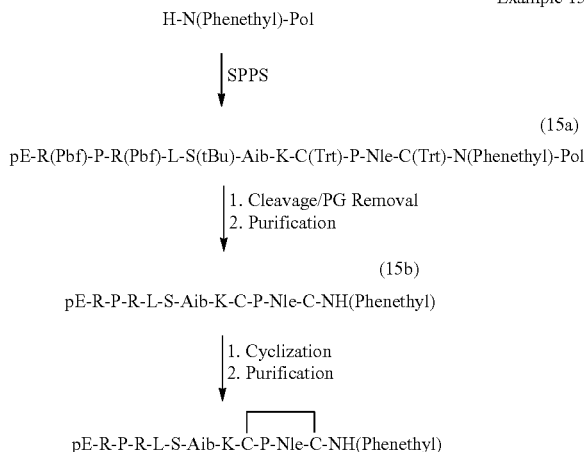 Example 15
H-N(Phenethyl)-Pol
SPPS
(15a)
pE-R(Pbf)-P-R(Pbf)-L-S(tBu)-Aib-K-C(Trt)-P-Nle-C(Trt)-N(Phenethyl)-Pol
1. Cleavage/PG Removal
2. Purification
(15b)
pE-R-P-R-L-S-Aib-K-C-P-Nle-C-NH(Phenethyl)
1. Cyclization
2. Purification
pE-R-P-R-L-S-Aib-K-C-P-Nle-C-NH(Phenethyl)